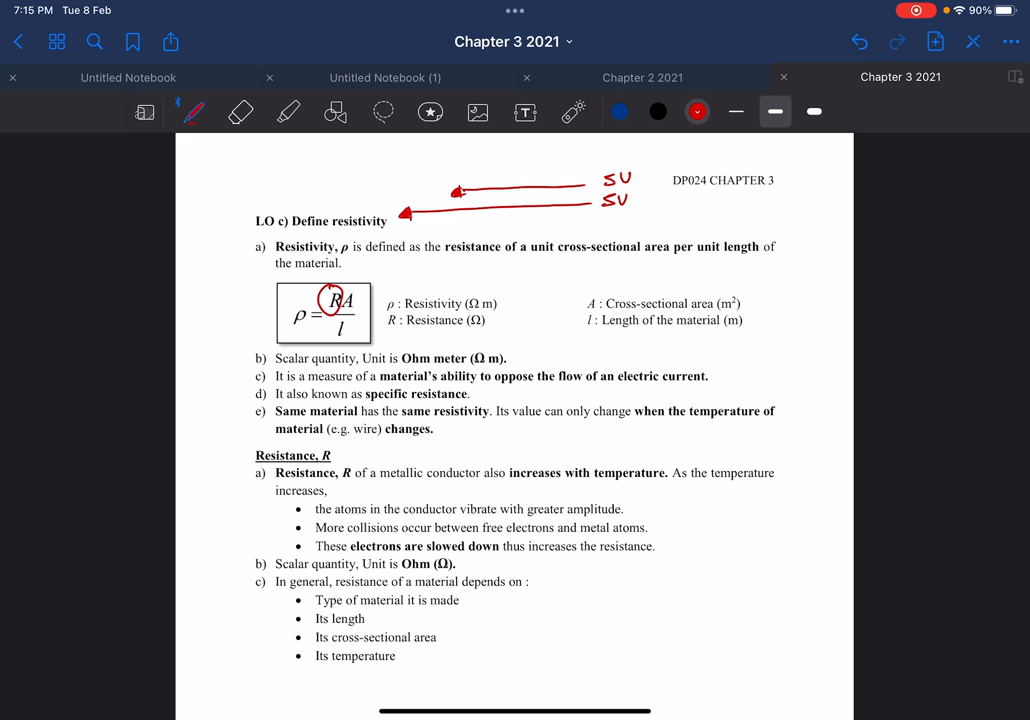 7:15 PM Tue 8 Feb
90%
Chapter 3 2021
Untitled Notebook
Untitled Notebook (1)
Chapter 2 2021
Chapter 3 2021
T
5V
5V
DP024 CHAPTER 3
LO c) Define resistivity
a) Resistivity, ρ is defined as the resistance of a unit cross-sectional area per unit length of
the material.
ρ = RA / l
ρ : Resistivity (Ω m)
R : Resistance (Ω)
A : Cross-sectional area (m²)
l : Length of the material (m)
b) Scalar quantity, Unit is Ohm meter (Ω m).
c) It is a measure of a material's ability to oppose the flow of an electric current.
d) It also known as specific resistance.
e) Same material has the same resistivity. Its value can only change when the temperature of
material (e.g. wire) changes.
Resistance, R
a) Resistance, R of a metallic conductor also increases with temperature. As the temperature
increases,
• the atoms in the conductor vibrate with greater amplitude.
• More collisions occur between free electrons and metal atoms.
• These electrons are slowed down thus increases the resistance.
b) Scalar quantity, Unit is Ohm (Ω).
c) In general, resistance of a material depends on :
• Type of material it is made
• Its length
• Its cross-sectional area
• Its temperature